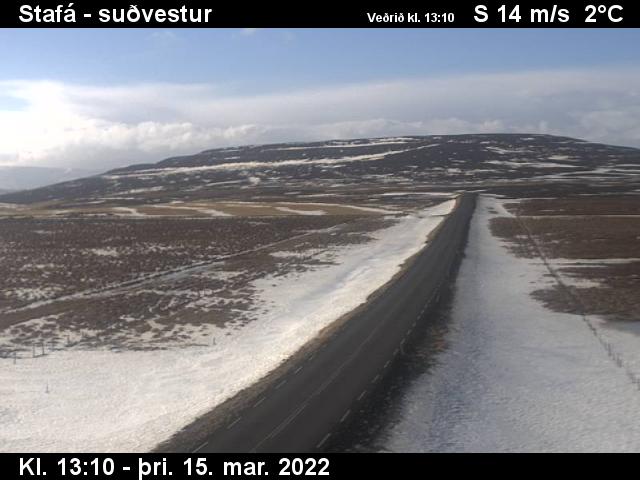 Stafá - suðvestur Veðrið kl. 13:10 S 14 m/s 2°C
Kl. 13:10 - þri. 15. mar. 2022